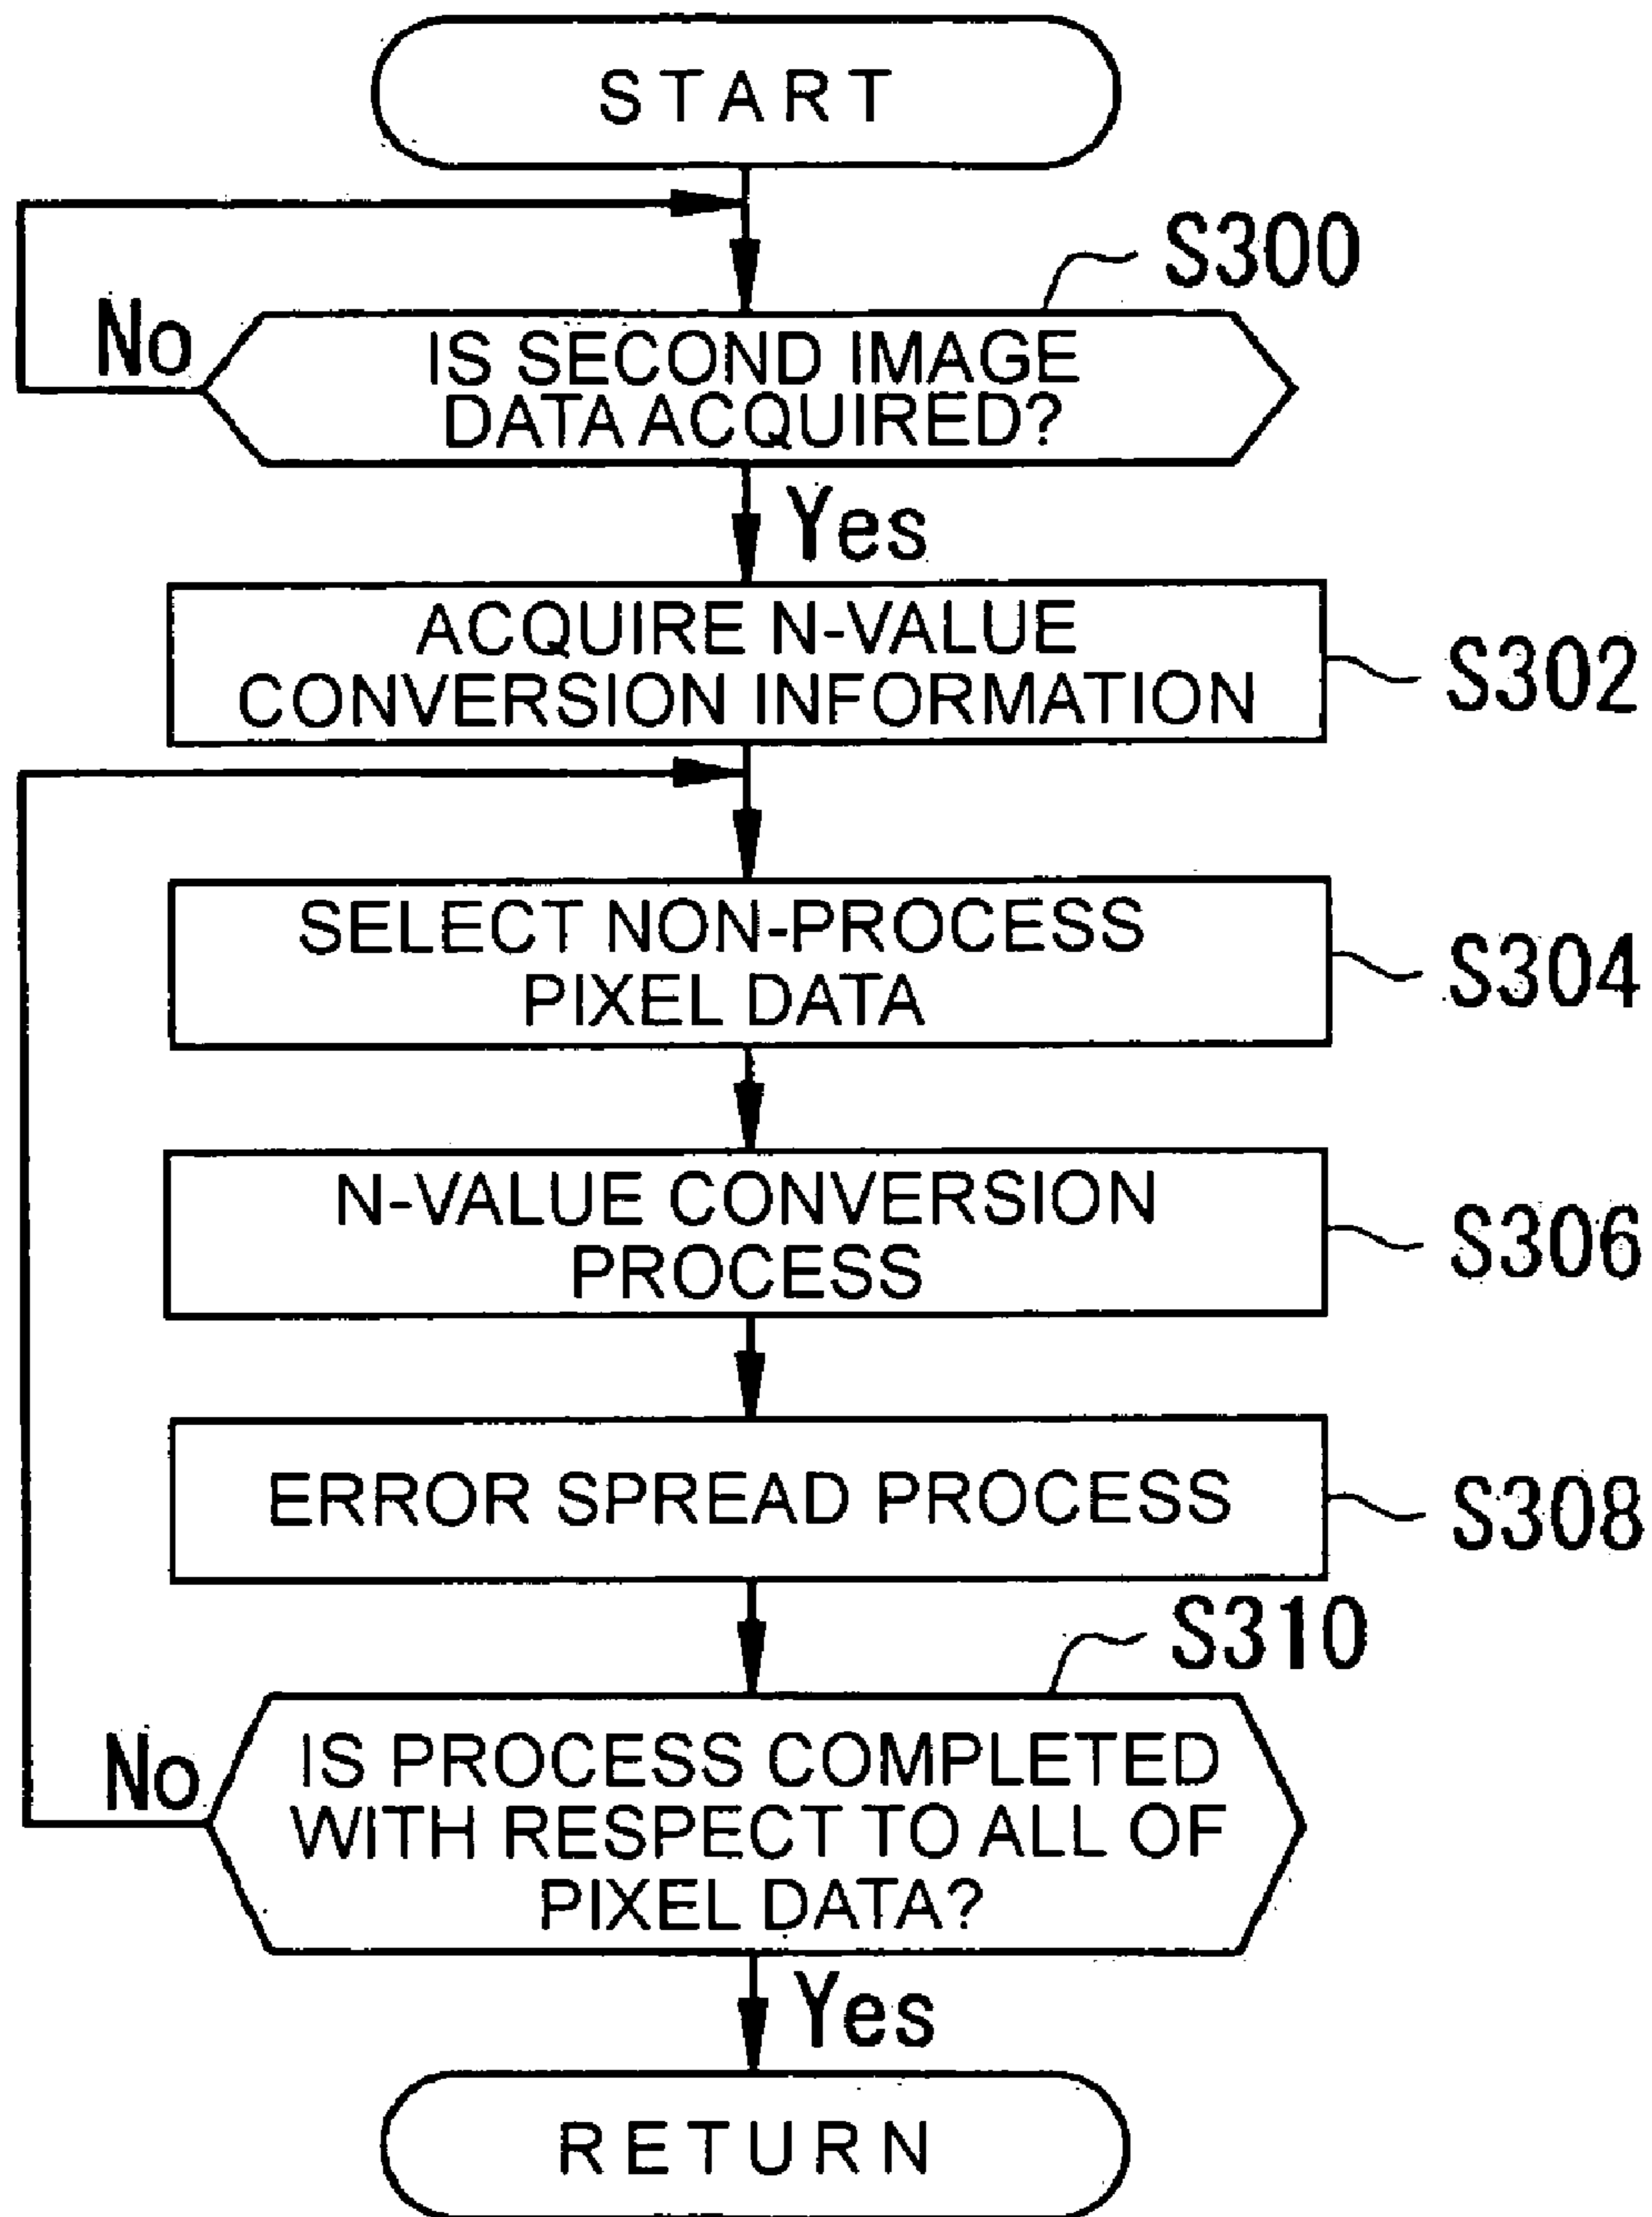 START
S300
No
IS SECOND IMAGE
DATA ACQUIRED?
Yes
ACQUIRE N-VALUE
CONVERSION INFORMATION
S302
SELECT NON-PROCESS
PIXEL DATA
S304
N-VALUE CONVERSION
PROCESS
S306
ERROR SPREAD PROCESS
S308
S310
No
IS PROCESS COMPLETED
WITH RESPECT TO ALL OF
PIXEL DATA?
Yes
RETURN